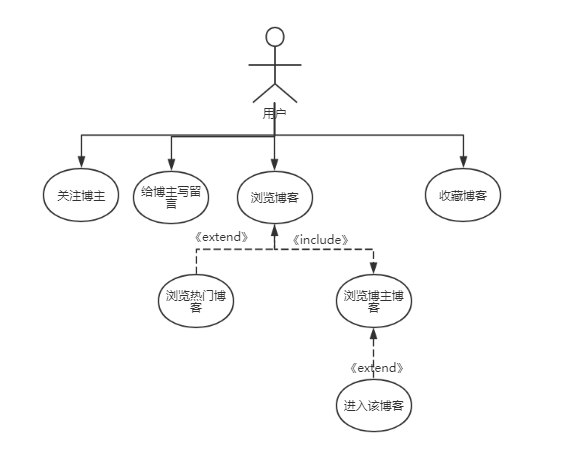 用户
关注博主
给博主写留
言
浏览博客
收藏博客
《extend》
《include》
浏览热门博
客
浏览博主博
客
《extend》
进入该博客